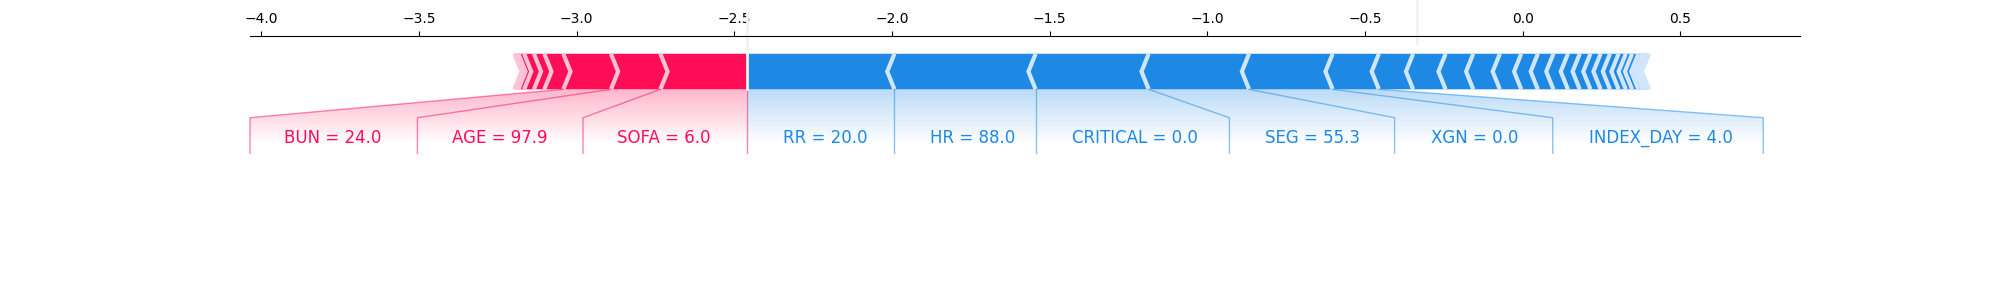 −4.0 −3.5 −3.0 −2.5 −2.0 −1.5 −1.0 −0.5 0.0 0.5
BUN = 24.0 AGE = 97.9 SOFA = 6.0 RR = 20.0 HR = 88.0 CRITICAL = 0.0 SEG = 55.3 XGN = 0.0 INDEX_DAY = 4.0